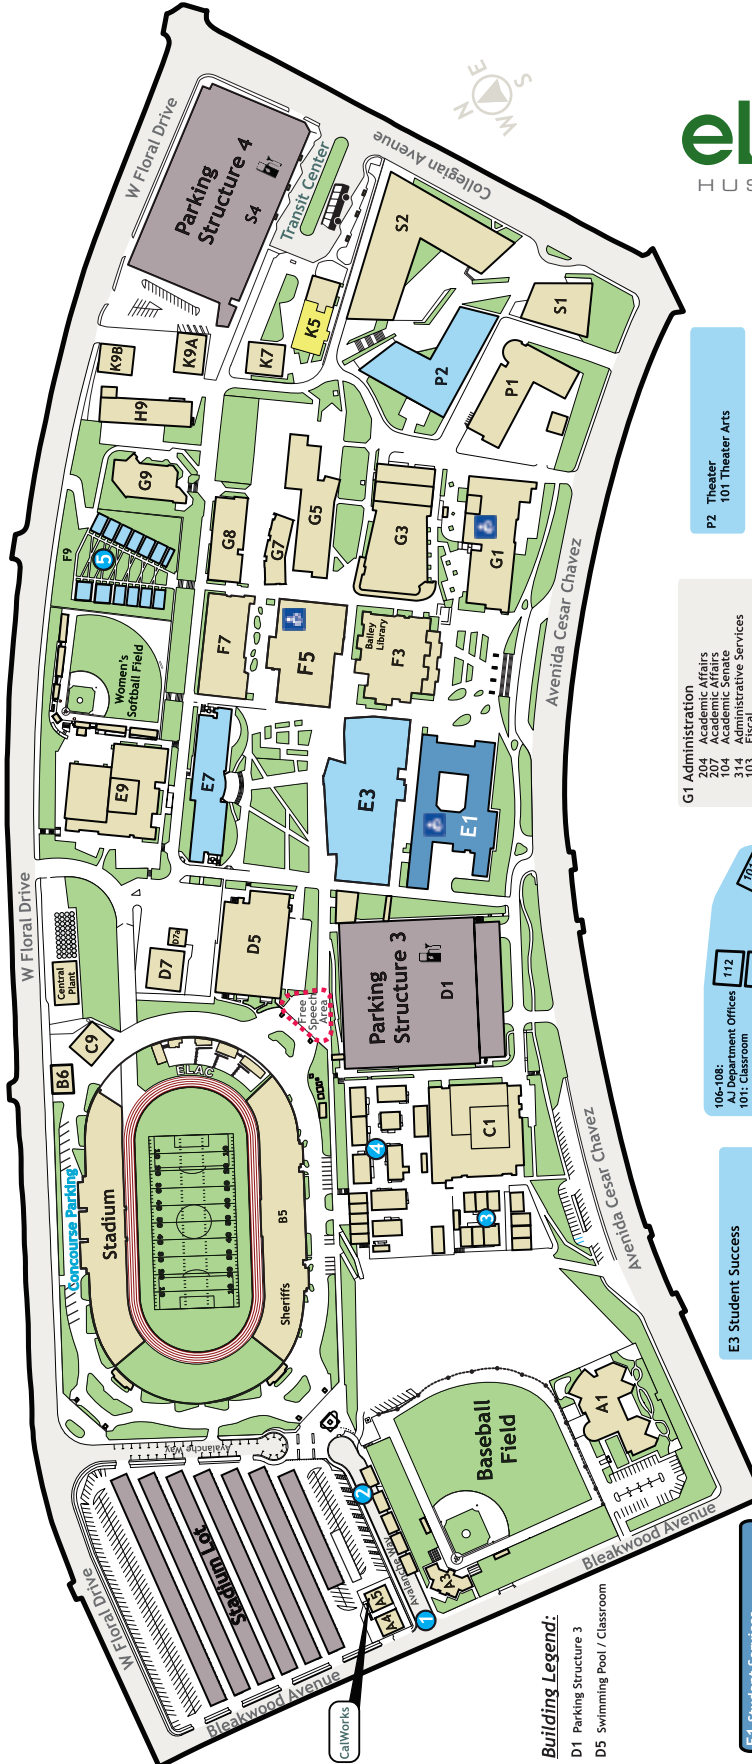 W Floral Drive
Parking
Structure 4
S4
Transit Center
Collegian Avenue
N
E
S
W
S2
S1
K5
K7
K9A
K9B
H9
P2
P1
G9
G8
G7
G5
G3
G1
F9
5
Women's
Softball Field
F7
F5
Bailey
Library
F3
Avenida Cesar Chavez
E9
E7
E3
E1
W Floral Drive
Central
Plant
D7
D7a
D5
Free
Speech
Area
Parking
Structure 3
D1
B6
C9
ELAC
Concourse Parking
Stadium
B5
Sheriffs
4
C1
3
Avenida Cesar Chavez
Avalanche Way
Stadium Lot
W Floral Drive
Bleakwood Avenue
2
Avalanche Way
A5
A4
1
A3
Baseball
Field
A1
Bleakwood Avenue
CalWorks
Building Legend:
D1 Parking Structure 3
D5 Swimming Pool / Classroom
E1 Student Services
E3 Student Success
106-108:
AJ Department Offices
101: Classroom
112
G1 Administration
204 Academic Affairs
207 Academic Affairs
104 Academic Senate
314 Administrative Services
103 Fiscal
P2 Theater
101 Theater Arts